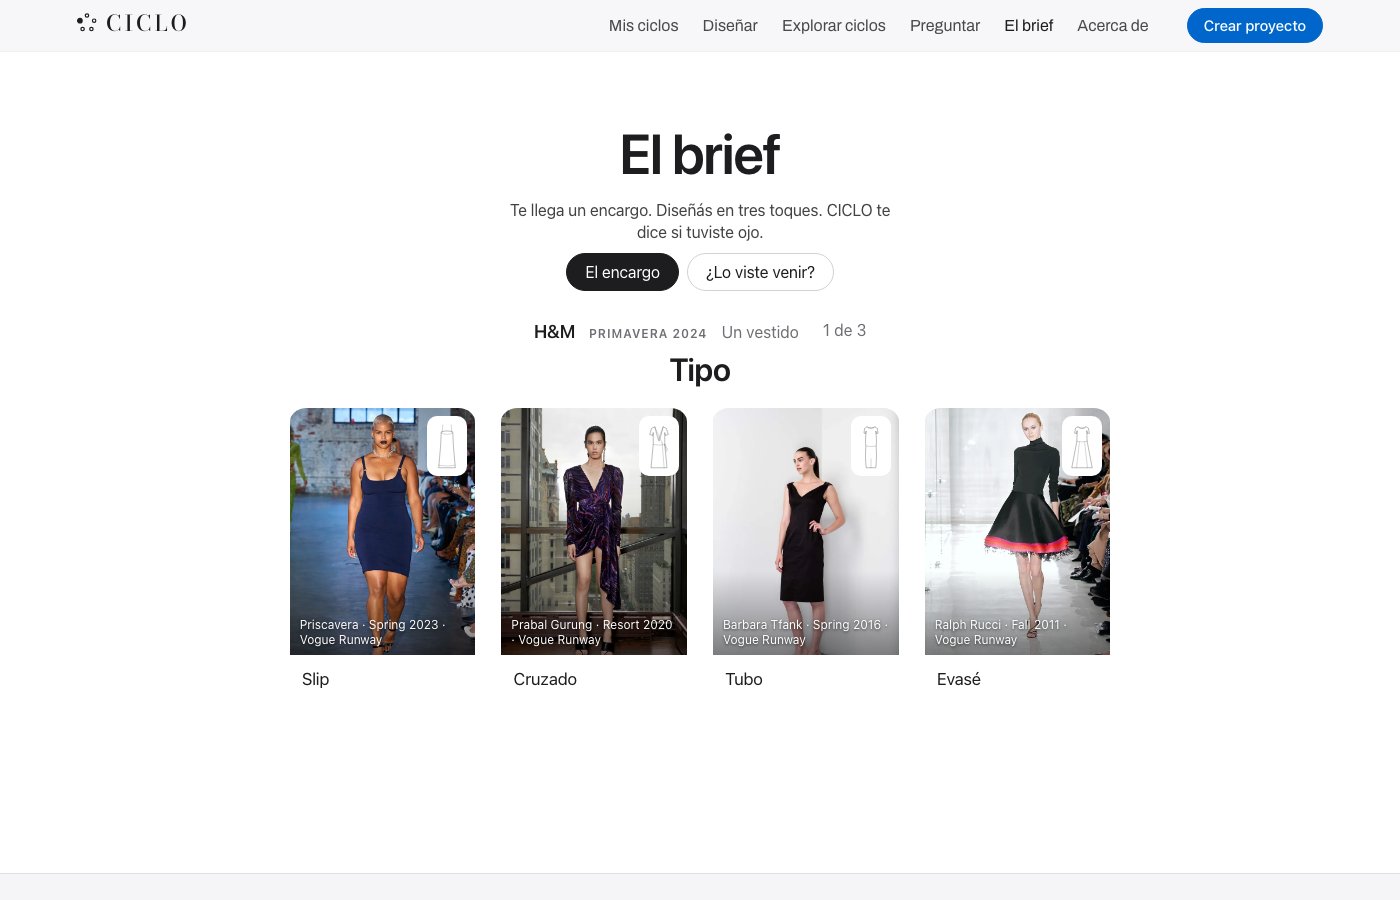 CICLO
Mis ciclos
Diseñar
Explorar ciclos
Preguntar
El brief
Acerca de
Crear proyecto
El brief
Te llega un encargo. Diseñás en tres toques. CICLO te
dice si tuviste ojo.
El encargo
¿Lo viste venir?
H&M PRIMAVERA 2024 Un vestido 1 de 3
Tipo
Priscavera · Spring 2023 ·
Vogue Runway
Slip
Prabal Gurung · Resort 2020
· Vogue Runway
Cruzado
Barbara Tfank · Spring 2016 ·
Vogue Runway
Tubo
Ralph Rucci · Fall 2011 ·
Vogue Runway
Evasé